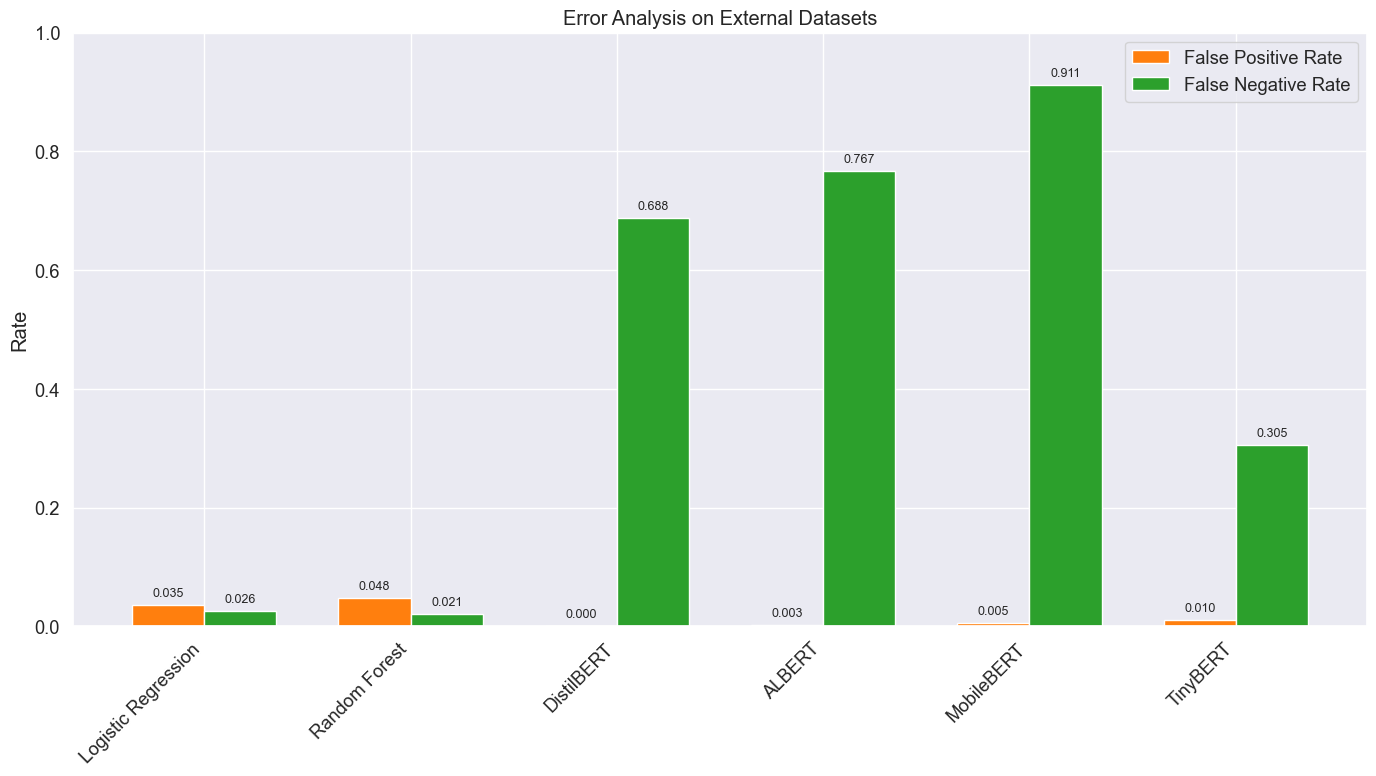 Error Analysis on External Datasets
False Positive Rate
False Negative Rate
Rate
1.0
0.8
0.6
0.4
0.2
0.0
0.035
0.026
0.048
0.021
0.000
0.688
0.003
0.767
0.005
0.911
0.010
0.305
Logistic Regression
Random Forest
DistilBERT
ALBERT
MobileBERT
TinyBERT